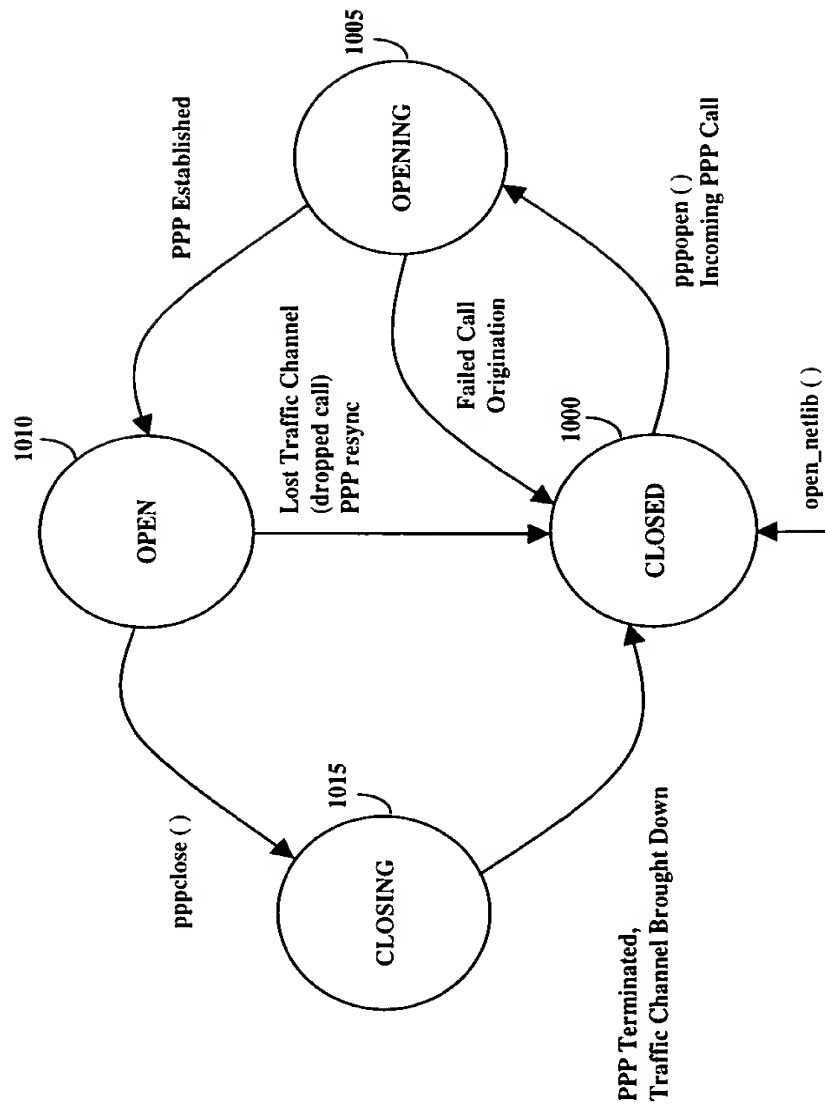 1005
OPENING
PPP Established
pppopen ( )
Incoming PPP Call
Failed Call
Origination
1010
OPEN
Lost Traffic Channel
(dropped call)
PPP resync
1000
CLOSED
open_netlib ( )
pppclose ( )
1015
CLOSING
PPP Terminated,
Traffic Channel Brought Down